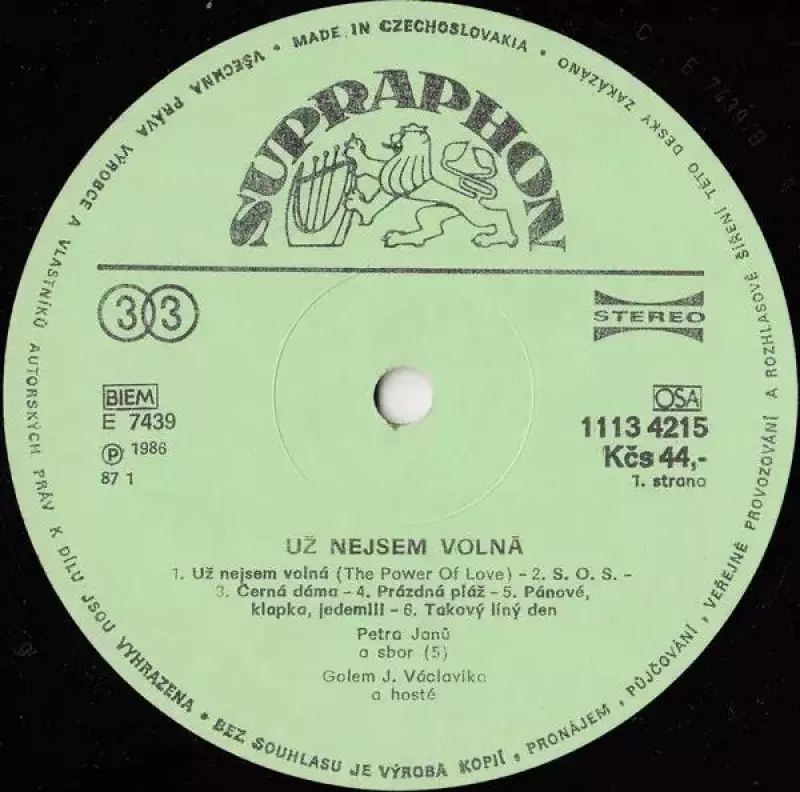 MADE IN CZECHOSLOVAKIA •
VŠECHNA PRÁVA VÝROBCE A VLASTNÍKŮ AUTORSKÝCH PRÁV K DÍLU JSOU VYHRAZENA • BEZ SOUHLASU JE VÝROBA KOPIÍ, PRONÁJEM, PŮJČOVÁNÍ, VEŘEJNÉ PROVOZOVÁNÍ A ROZHLASOVÉ ŠÍŘENÍ TÉTO DESKY ZAKÁZÁNO •
SUPRAPHON
33
STEREO
BIEM
OSA
E 7439
1113 4215
Ⓟ 1986
Kčs 44,-
87 1
1. strana
UŽ NEJSEM VOLNÁ
1. Už nejsem volná (The Power Of Love) – 2. S. O. S. –
3. Černá dáma – 4. Prázdná pláž – 5. Pánové,
klapka, jedem!!! – 6. Takový líný den
Petra Janů
a sbor (5)
Golem J. Václavíka
a hosté